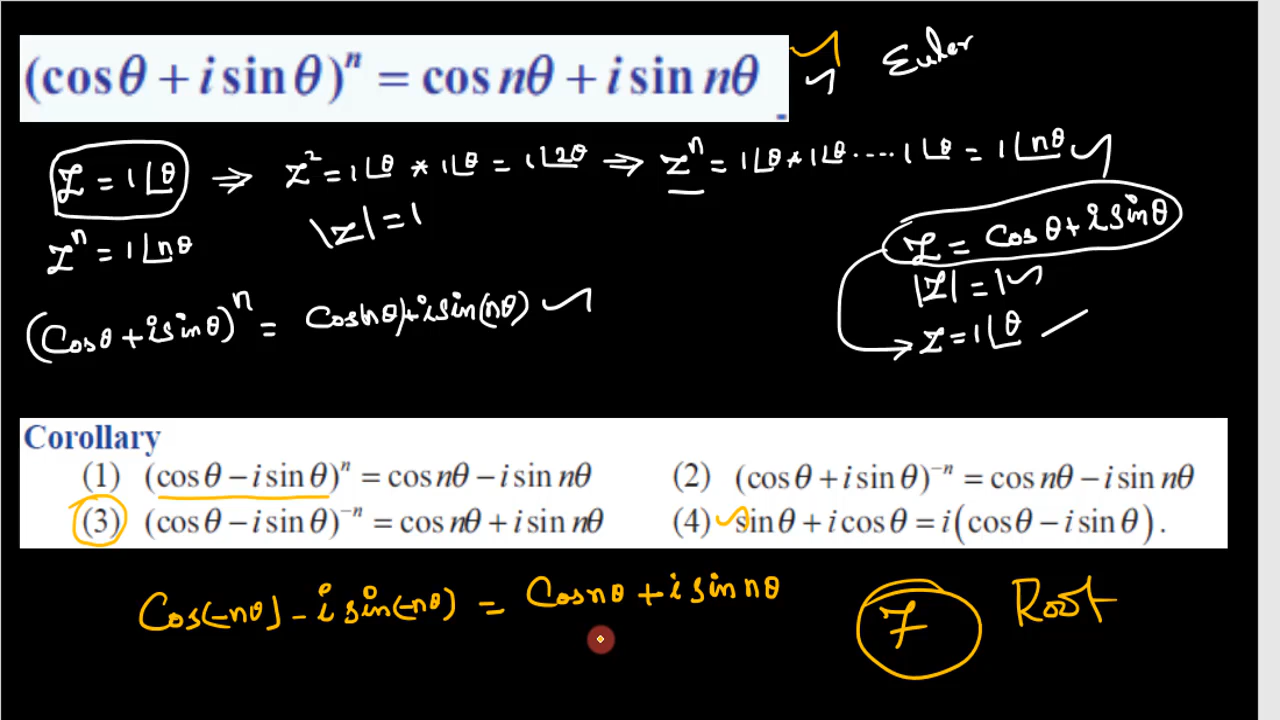 (cosθ + i sinθ)ⁿ = cos nθ + i sin nθ
Euler
Z = 1∠θ ⇒ Z² = 1∠θ * 1∠θ = 1∠2θ ⇒ Zⁿ = 1∠θ * 1∠θ .... 1∠θ = 1∠nθ
|Z| = 1
Zⁿ = 1∠nθ
Z = Cosθ + i Sinθ
|Z| = 1
Z = 1∠θ
(Cosθ + i sinθ)ⁿ = Cos(nθ) + i sin(nθ)
Corollary
(1) (cosθ − i sinθ)ⁿ = cos nθ − i sin nθ (2) (cosθ + i sinθ)⁻ⁿ = cos nθ − i sin nθ
(3) (cosθ − i sinθ)⁻ⁿ = cos nθ + i sin nθ (4) sinθ + i cosθ = i(cosθ − i sinθ).
Cos(-nθ) - i sin(-nθ) = Cosnθ + i sin nθ
Root